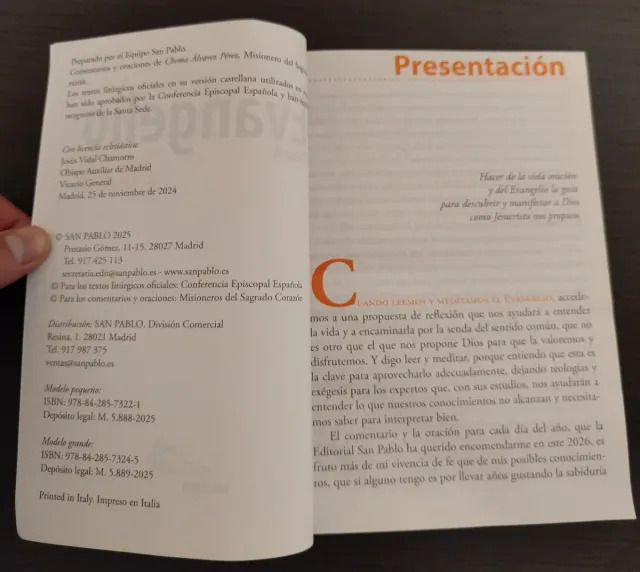 Preparado por el Equipo San Pablo.
Comentarios y oraciones de Chema Álvarez Pérez. Misionero del Sagrado
Los textos litúrgicos oficiales en su versión castellana utilizados en
han sido aprobados por la Conferencia Episcopal Española y han
de la Santa Sede.
Evangelio
Con licencia eclesiástica:
Jesús Vidal Chamorro
Obispo Auxiliar de Madrid
Vicario General
Madrid, 25 de noviembre de 2024
© SAN PABLO 2025
Protasio Gómez, 11-15. 28027 Madrid
Tel. 917 425 113
secretaria.edit@sanpablo.es - www.sanpablo.es
© Para los textos litúrgicos oficiales: Conferencia Episcopal Española
© Para los comentarios y oraciones: Misioneros del Sagrado Corazón
Distribución: SAN PABLO. División Comercial
Resina, 1. 28021 Madrid
Tel. 917 987 375
ventas@sanpablo.es
Modelo pequeño:
ISBN: 978-84-285-7322-1
Depósito legal: M. 5.888-2025
Modelo grande:
ISBN: 978-84-285-7324-5
Depósito legal: M. 5.889-2025
Printed in Italy. Impreso en Italia
Presentación
Hacer de la vida oración
y del Evangelio la guía
para descubrir y manifestar a Dios
como Jesucristo nos propuso
CUANDO LEEMOS Y MEDITAMOS EL EVANGELIO, accede-
mos a una propuesta de reflexión que nos ayudará a entender
la vida y a encaminarla por la senda del sentido común, que no
es otro que el que nos propone Dios para que la valoremos y
disfrutemos. Y digo leer y meditar, porque entiendo que esta es
la clave para aprovecharlo adecuadamente, dejando teologías y
exégesis para los expertos que, con sus estudios, nos ayudarán a
entender lo que nuestros conocimientos no alcanzan y necesita-
mos saber para interpretar bien.
El comentario y la oración para cada día del año, que la
Editorial San Pablo ha querido encomendarme en este 2026, es
fruto más de mi vivencia de fe que de mis posibles conocimien-
tos, que si alguno tengo es por llevar años gustando la sabiduría